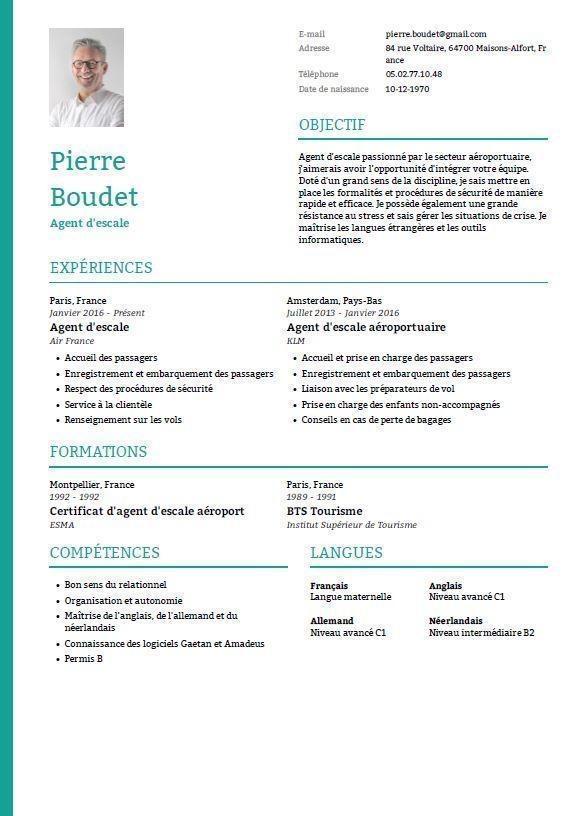 E-mail pierre.boudet@gmail.com
Adresse 84 rue Voltaire, 64700 Maisons-Alfort, Fr
ance
Téléphone 05.02.77.10.48
Date de naissance 10-12-1970
Pierre
Boudet
Agent d'escale
OBJECTIF
Agent d'escale passionné par le secteur aéroportuaire,
j'aimerais avoir l'opportunité d'intégrer votre équipe.
Doté d'un grand sens de la discipline, je sais mettre en
place les formalités et procédures de sécurité de manière
rapide et efficace. Je possède également une grande
résistance au stress et sais gérer les situations de crise. Je
maîtrise les langues étrangères et les outils
informatiques.
EXPÉRIENCES
Paris, France
Janvier 2016 - Présent
Agent d'escale
Air France
• Accueil des passagers
• Enregistrement et embarquement des passagers
• Respect des procédures de sécurité
• Service à la clientèle
• Renseignement sur les vols
Amsterdam, Pays-Bas
Juillet 2013 - Janvier 2016
Agent d'escale aéroportuaire
KLM
• Accueil et prise en charge des passagers
• Enregistrement et embarquement des passagers
• Liaison avec les préparateurs de vol
• Prise en charge des enfants non-accompagnés
• Conseils en cas de perte de bagages
FORMATIONS
Montpellier, France
1992 - 1992
Certificat d'agent d'escale aéroport
ESMA
Paris, France
1989 - 1991
BTS Tourisme
Institut Supérieur de Tourisme
COMPÉTENCES
• Bon sens du relationnel
• Organisation et autonomie
• Maîtrise de l'anglais, de l'allemand et du
néerlandais
• Connaissance des logiciels Gaetan et Amadeus
• Permis B
LANGUES
Français
Langue maternelle
Anglais
Niveau avancé C1
Allemand
Niveau avancé C1
Néerlandais
Niveau intermédiaire B2